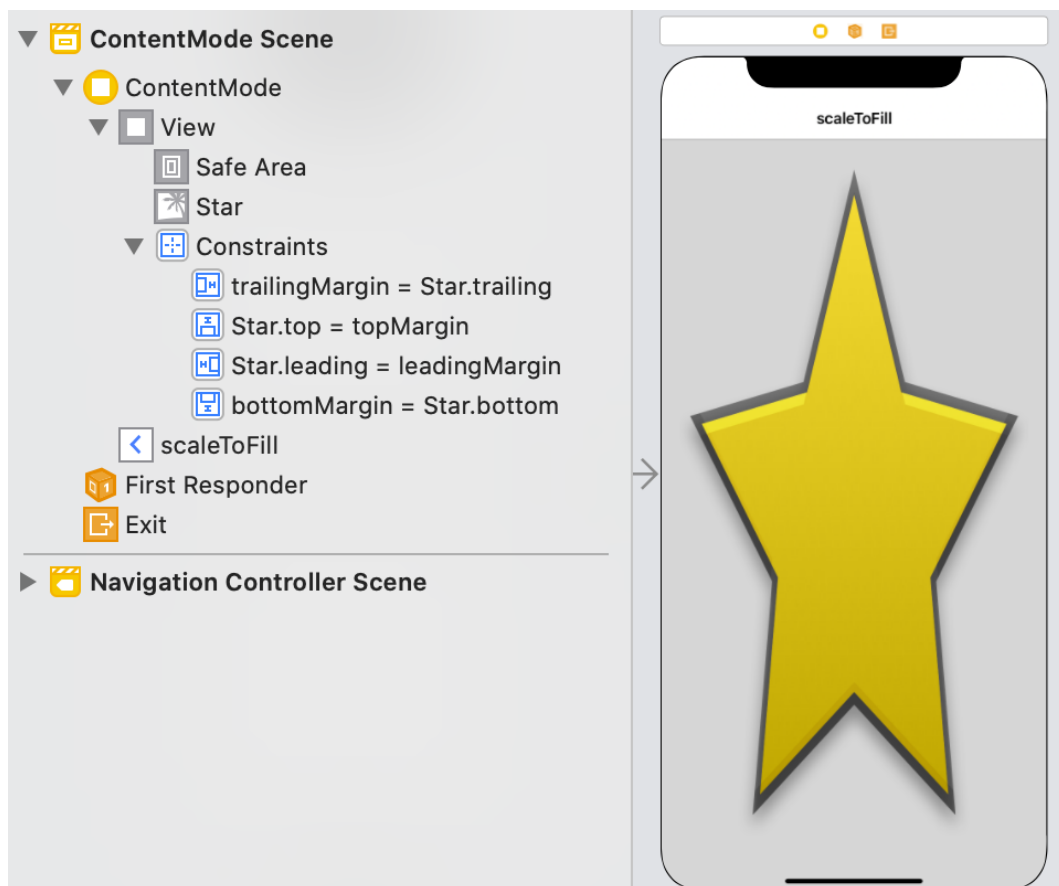 ContentMode Scene
ContentMode
View
Safe Area
Star
Constraints
trailingMargin = Star.trailing
Star.top = topMargin
Star.leading = leadingMargin
bottomMargin = Star.bottom
scaleToFill
First Responder
Exit
Navigation Controller Scene
scaleToFill